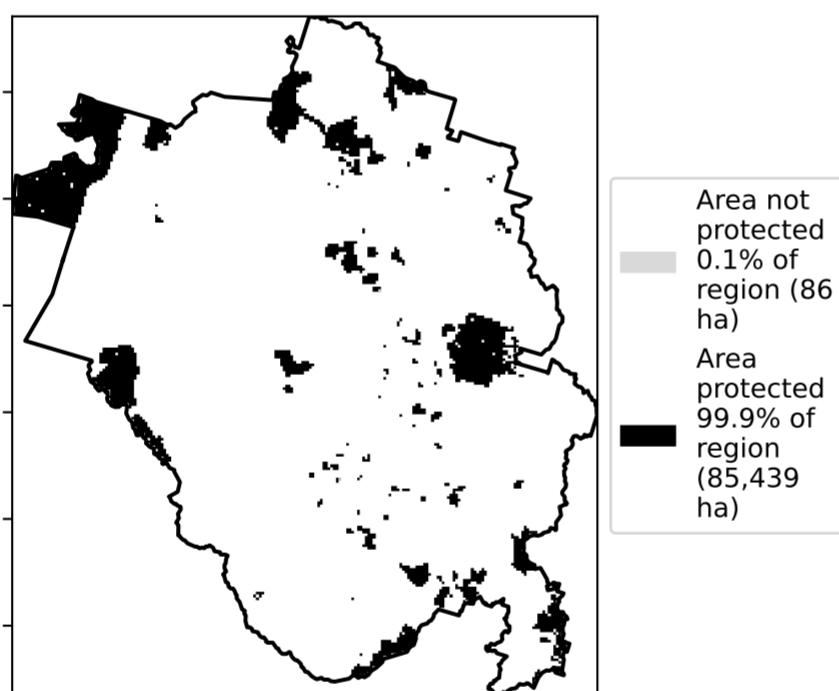 Area not
protected
0.1% of
region (86
ha)
Area
protected
99.9% of
region
(85,439
ha)